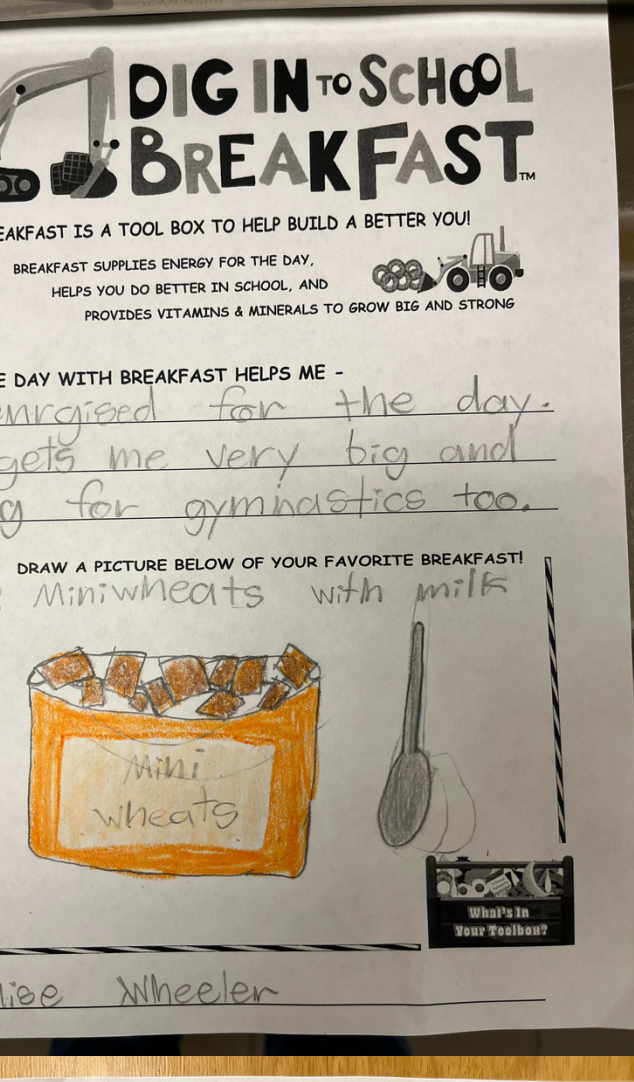 DIG IN TO SCHOOL
BREAKFAST™
EAKFAST IS A TOOL BOX TO HELP BUILD A BETTER YOU!
BREAKFAST SUPPLIES ENERGY FOR THE DAY,
HELPS YOU DO BETTER IN SCHOOL, AND
PROVIDES VITAMINS & MINERALS TO GROW BIG AND STRONG
E DAY WITH BREAKFAST HELPS ME -
enrgised for the day.
gets me very big and
g for gymnastics too.
DRAW A PICTURE BELOW OF YOUR FAVORITE BREAKFAST!
Miniwheats with milk
Mini
wheats
What's In
Your Toolbox?
lise Wheeler